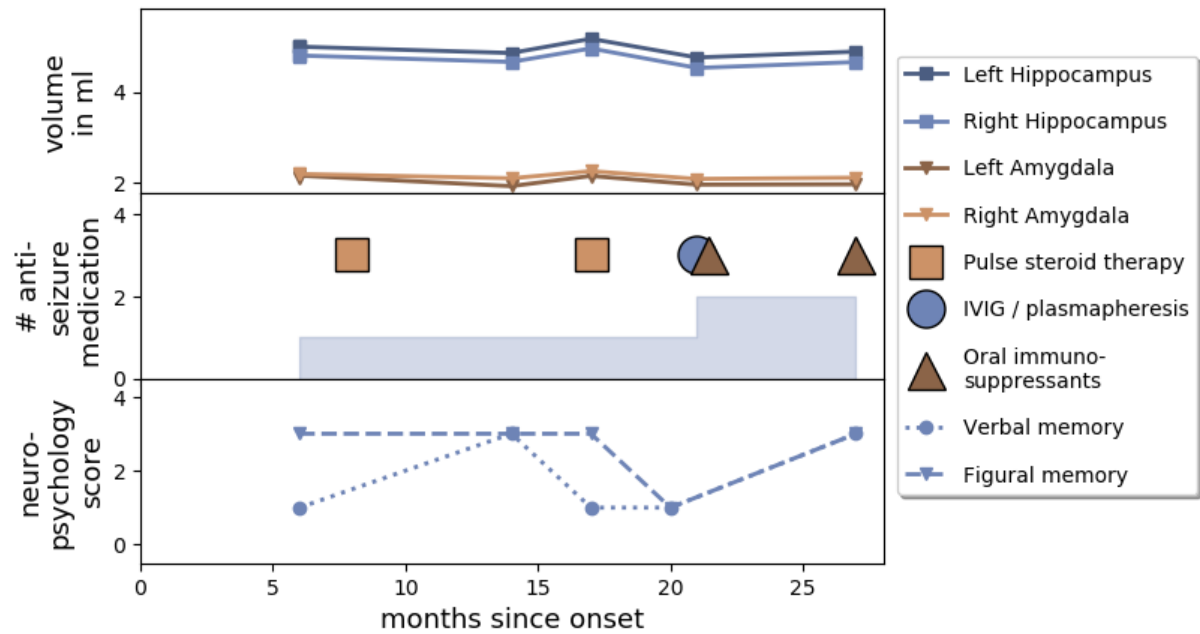 volume
in ml
4
2
# anti-
seizure
medication
4
2
0
neuro-
psychology
score
4
2
0
0
5
10
15
20
25
months since onset
Left Hippocampus
Right Hippocampus
Left Amygdala
Right Amygdala
Pulse steroid therapy
IVIG / plasmapheresis
Oral immuno-
suppressants
Verbal memory
Figural memory